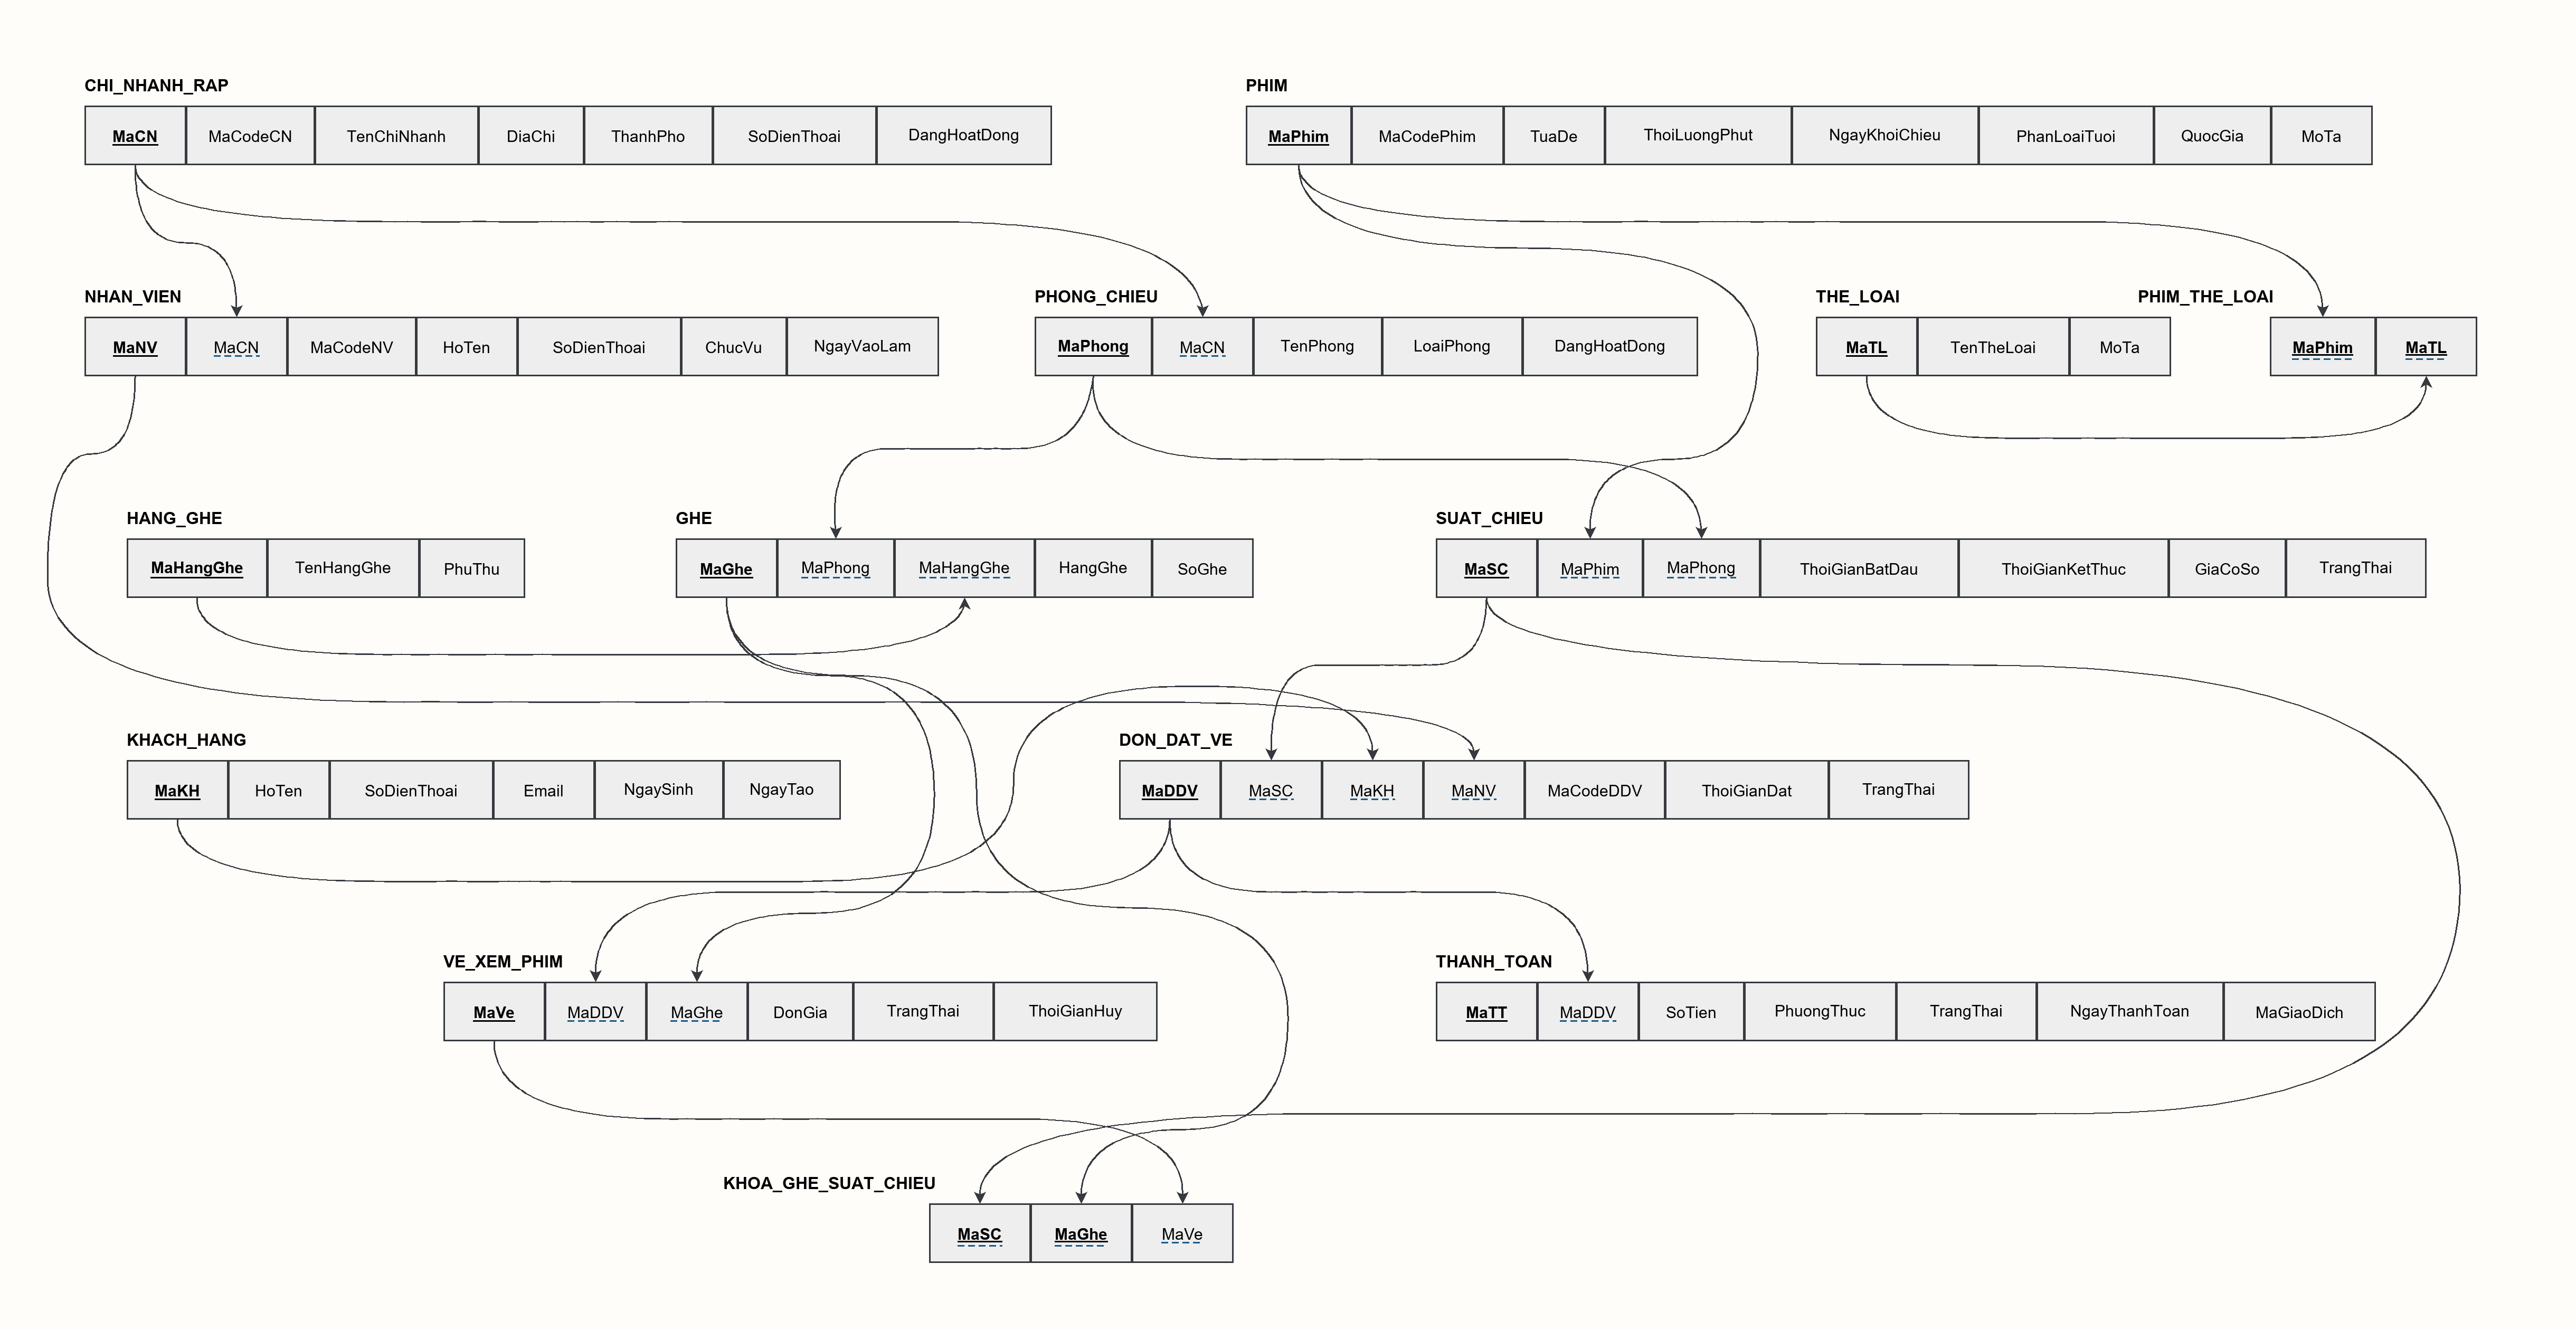 CHI_NHANH_RAP
MaCN MaCodeCN TenChiNhanh DiaChi ThanhPho SoDienThoai DangHoatDong
PHIM
MaPhim MaCodePhim TuaDe ThoiLuongPhut NgayKhoiChieu PhanLoaiTuoi QuocGia MoTa
NHAN_VIEN
MaNV MaCN MaCodeNV HoTen SoDienThoai ChucVu NgayVaoLam
PHONG_CHIEU
MaPhong MaCN TenPhong LoaiPhong DangHoatDong
THE_LOAI
MaTL TenTheLoai MoTa
PHIM_THE_LOAI
MaPhim MaTL
HANG_GHE
MaHangGhe TenHangGhe PhuThu
GHE
MaGhe MaPhong MaHangGhe HangGhe SoGhe
SUAT_CHIEU
MaSC MaPhim MaPhong ThoiGianBatDau ThoiGianKetThuc GiaCoSo TrangThai
KHACH_HANG
MaKH HoTen SoDienThoai Email NgaySinh NgayTao
DON_DAT_VE
MaDDV MaSC MaKH MaNV MaCodeDDV ThoiGianDat TrangThai
VE_XEM_PHIM
MaVe MaDDV MaGhe DonGia TrangThai ThoiGianHuy
THANH_TOAN
MaTT MaDDV SoTien PhuongThuc TrangThai NgayThanhToan MaGiaoDich
KHOA_GHE_SUAT_CHIEU
MaSC MaGhe MaVe